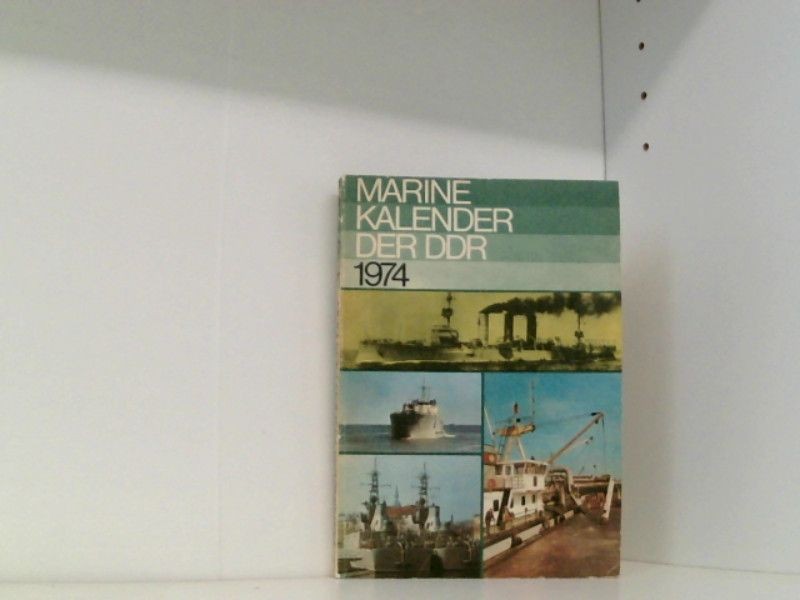 MARINE
KALENDER
DER DDR
1974